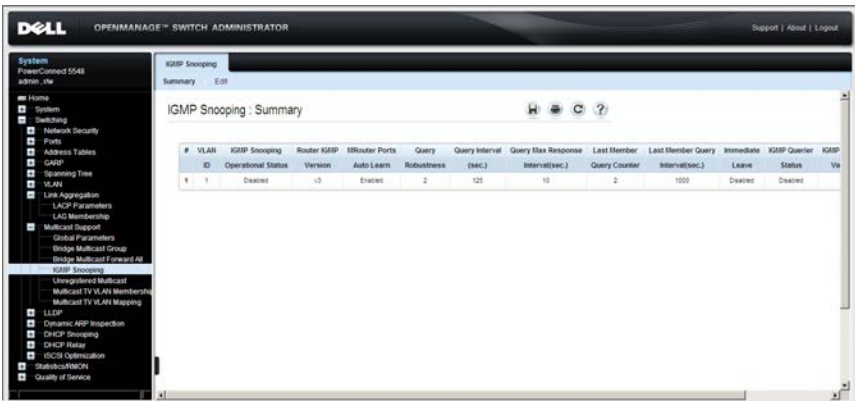 DELL OPENMANAGE™ SWITCH ADMINISTRATOR Support | About | Logout
System
PowerConnect 5548
admin, r/w
Home
System
Switching
Network Security
Ports
Address Tables
GARP
Spanning Tree
VLAN
Link Aggregation
LACP Parameters
LAG Membership
Multicast Support
Global Parameters
Bridge Multicast Group
Bridge Multicast Forward All
IGMP Snooping
Unregistered Multicast
Multicast TV VLAN Membership
Multicast TV VLAN Mapping
LLDP
Dynamic ARP Inspection
DHCP Snooping
DHCP Relay
iSCSI Optimization
Statistics/RMON
Quality of Service
IGMP Snooping
Summary Edit
IGMP Snooping : Summary
# VLAN IGMP Snooping Router IGMP MRouter Ports Query Query Interval Query Max Response Last Member Last Member Query Immediate IGMP Querier IGMP
ID Operational Status Version Auto Learn Robustness (sec.) Interval(sec.) Query Counter Interval(sec.) Leave Status Ve
1 1 Disabled v3 Enabled 2 125 10 2 1000 Disabled Disabled